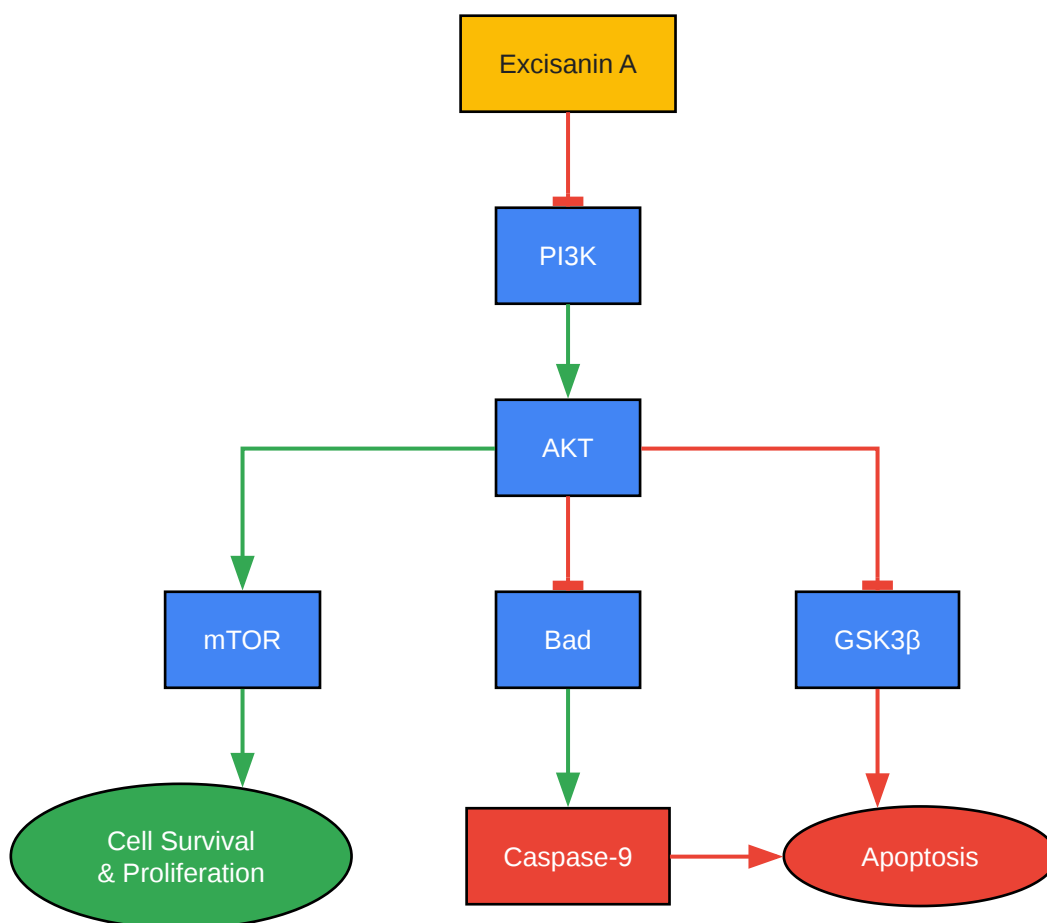 Excisanin A
PI3K
AKT
mTOR
Bad
GSK3β
Cell Survival
& Proliferation
Caspase-9
Apoptosis